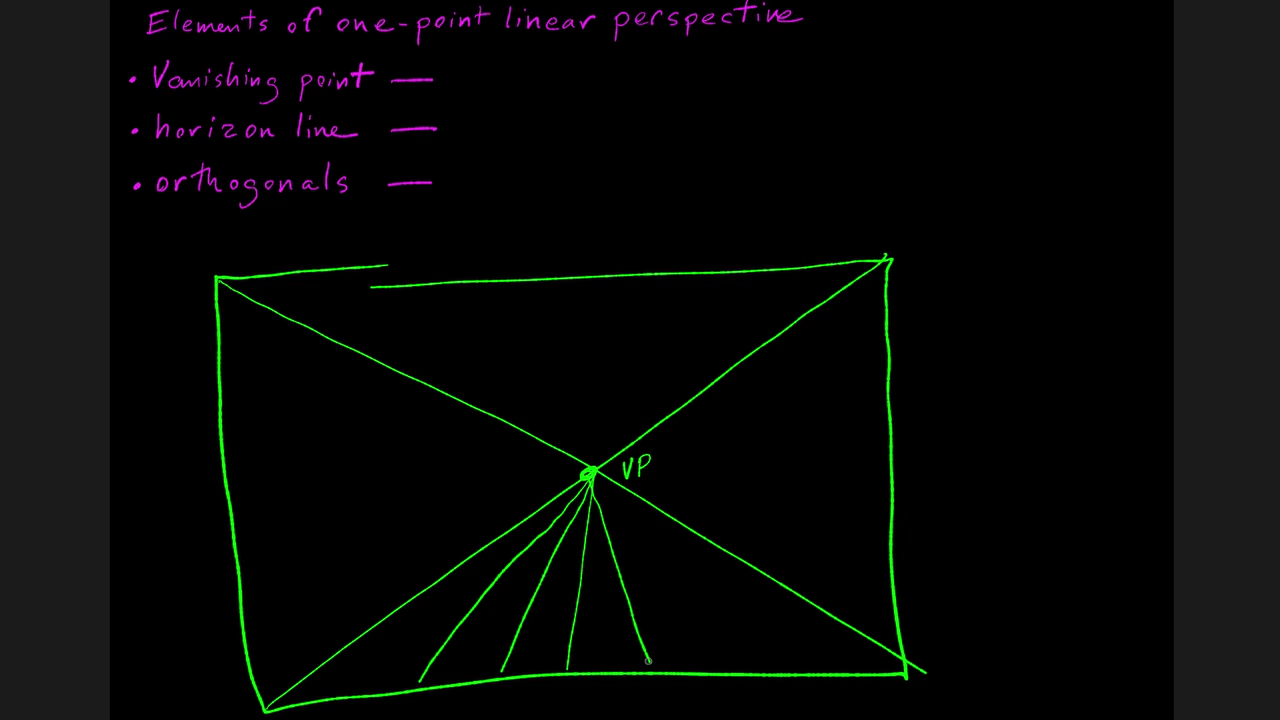 Elements of one-point linear perspective
• Vanishing point —
• horizon line —
• orthogonals —
VP